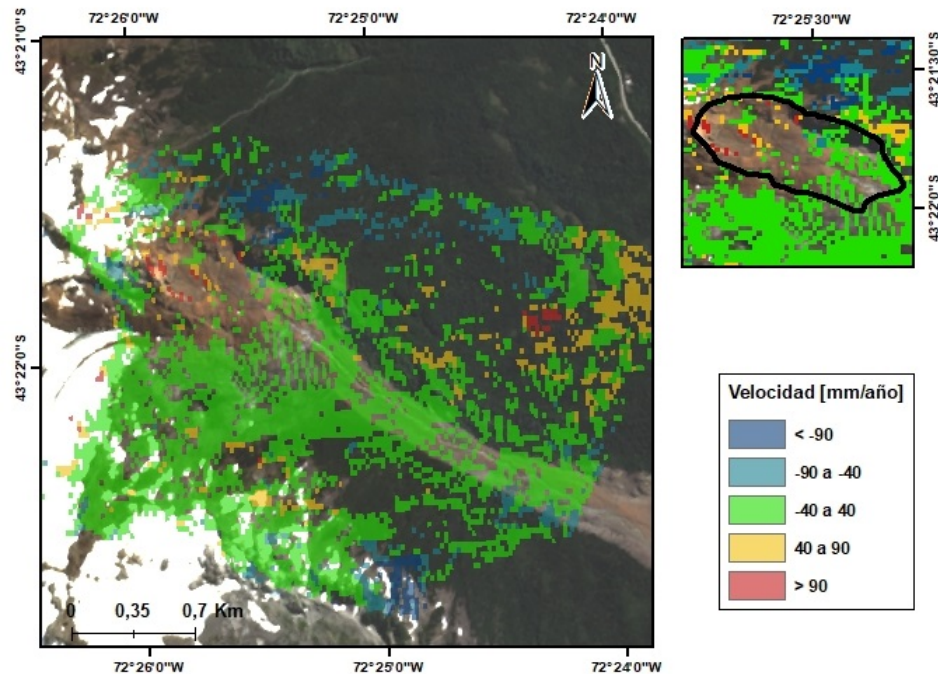 72°26'0"W 72°25'0"W 72°24'0"W
72°25'30"W
43°21'0"S
43°21'30"S
N
43°22'0"S
43°22'0"S
Velocidad [mm/año]
< -90
-90 a -40
-40 a 40
40 a 90
> 90
0 0,35 0,7 Km
72°26'0"W 72°25'0"W 72°24'0"W